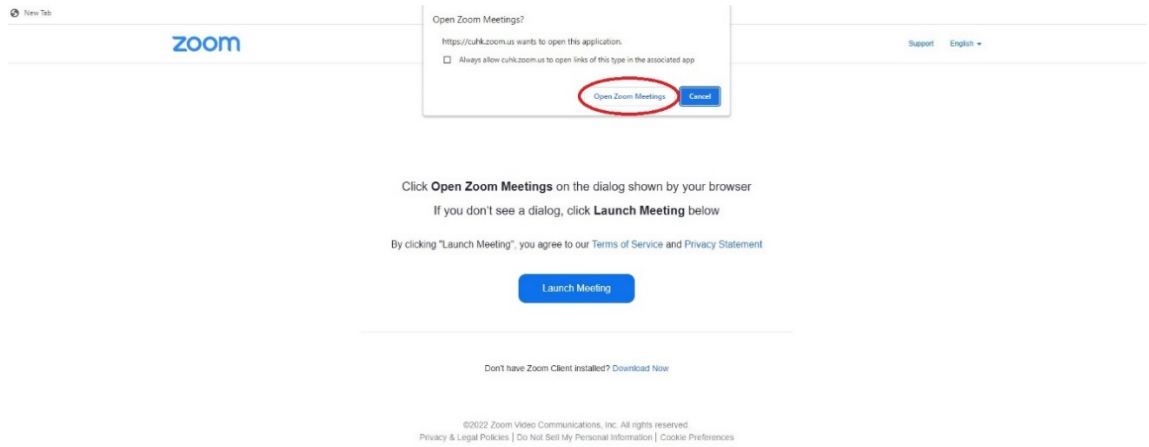 New Tab
Open Zoom Meetings?
https://cuhk.zoom.us wants to open this application.
Always allow cuhk.zoom.us to open links of this type in the associated app
Open Zoom Meetings Cancel
zoom
Support English
Click Open Zoom Meetings on the dialog shown by your browser
If you don't see a dialog, click Launch Meeting below
By clicking "Launch Meeting", you agree to our Terms of Service and Privacy Statement
Launch Meeting
Don't have Zoom Client installed? Download Now
©2022 Zoom Video Communications, Inc. All rights reserved.
Privacy & Legal Policies | Do Not Sell My Personal Information | Cookie Preferences